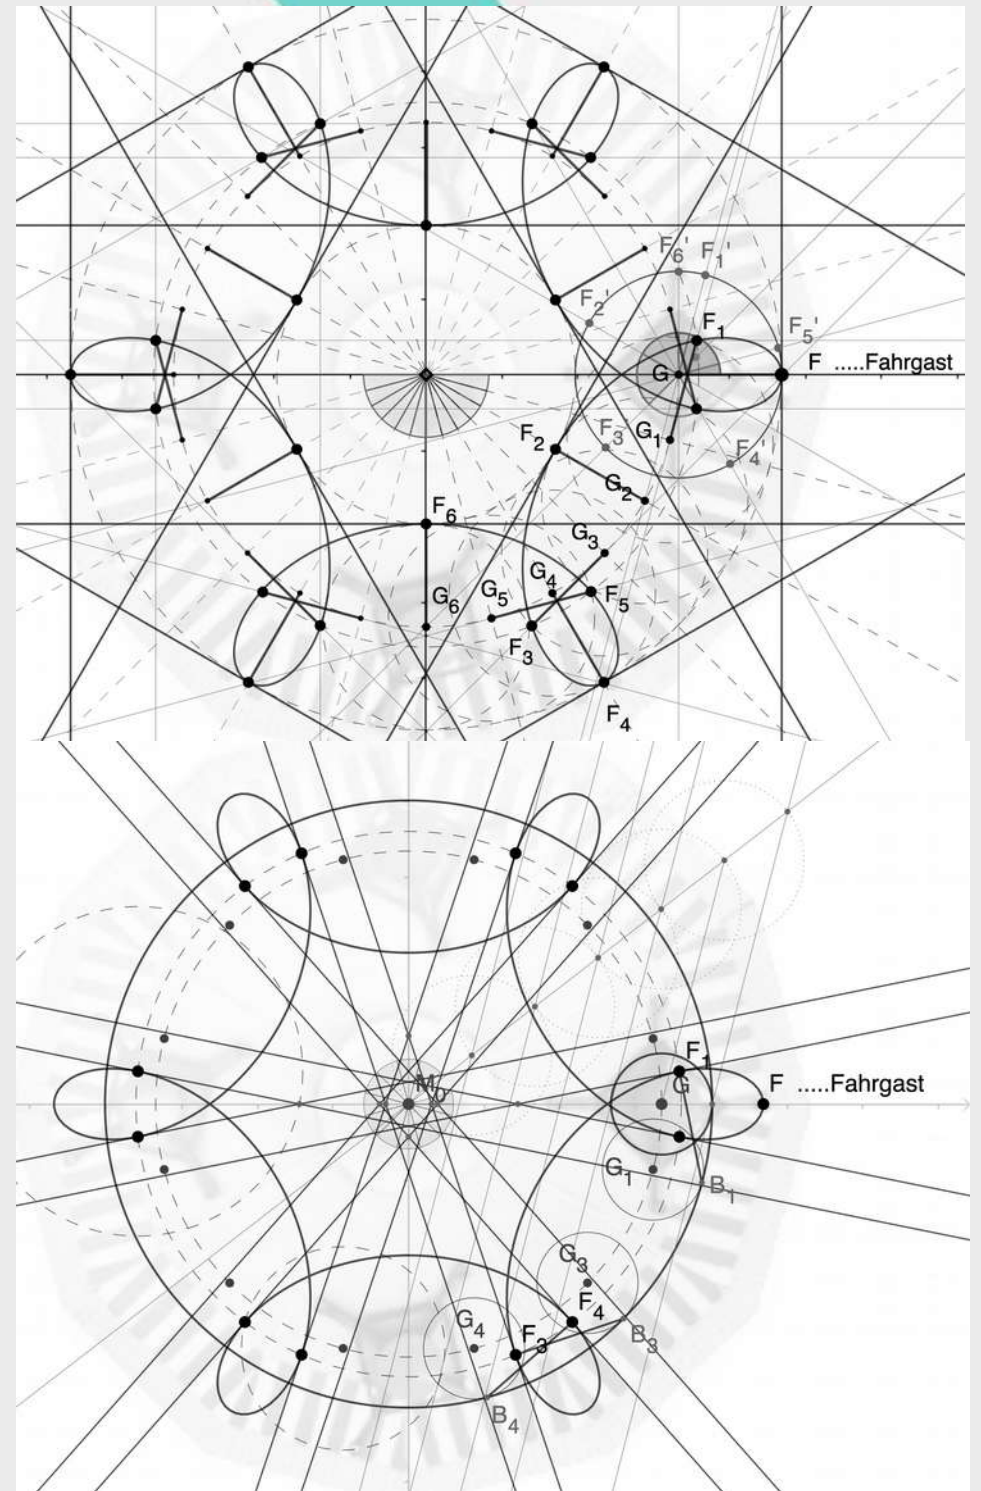 F₆' F₁'
F₂'
F₅'
F₁
F .....Fahrgast
G
F₃'
G₁
F₄'
F₂
G₂
F₆
G₃
G₄
G₅
F₅
G₆
F₃
F₄
M₀
F₁
G
F .....Fahrgast
G₁
B₁
G₃
F₄
G₄
F₃
B₃
B₄